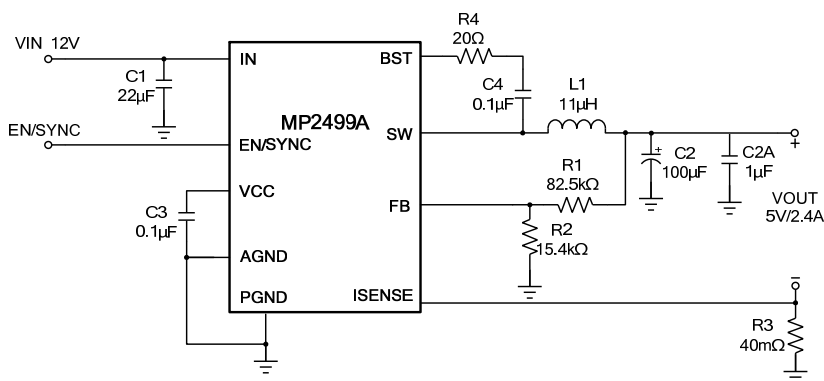 R4
20Ω
VIN 12V
IN
BST
C1
22µF
C4
0.1µF
L1
11µH
MP2499A
EN/SYNC
EN/SYNC
SW
+
+
C2
100µF
C2A
1µF
R1
82.5kΩ
VCC
FB
VOUT
5V/2.4A
C3
0.1µF
R2
15.4kΩ
AGND
PGND
ISENSE
–
R3
40mΩ